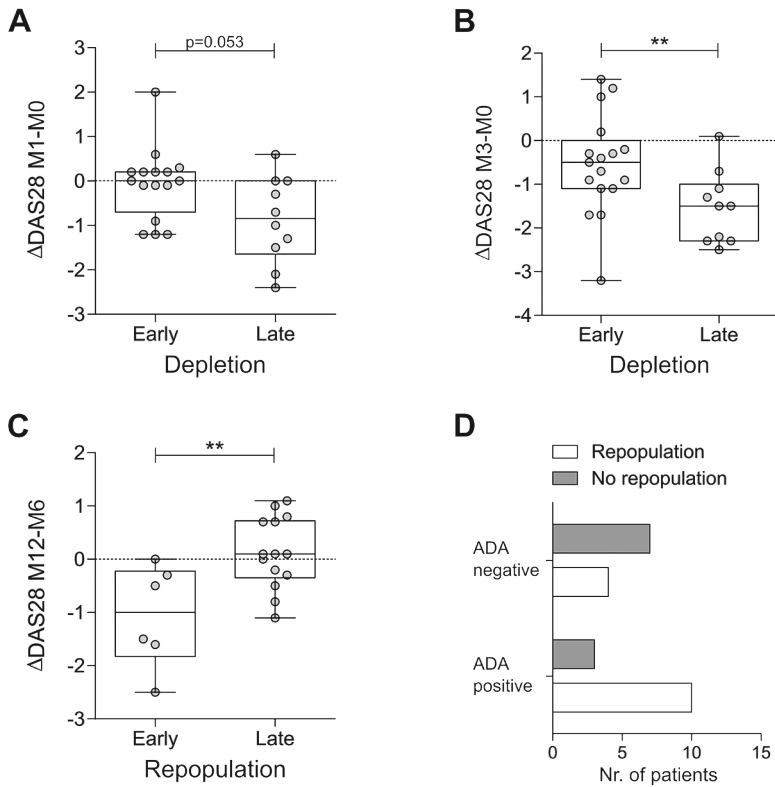 A
p=0.053
3
2
1
0
-1
-2
-3
ΔDAS28 M1-M0
Early Late
Depletion
B
**
2
1
0
-1
-2
-3
-4
ΔDAS28 M3-M0
Early Late
Depletion
C
**
2
1
0
-1
-2
-3
ΔDAS28 M12-M6
Early Late
Repopulation
D
Repopulation
No repopulation
ADA
negative
ADA
positive
0 5 10 15
Nr. of patients